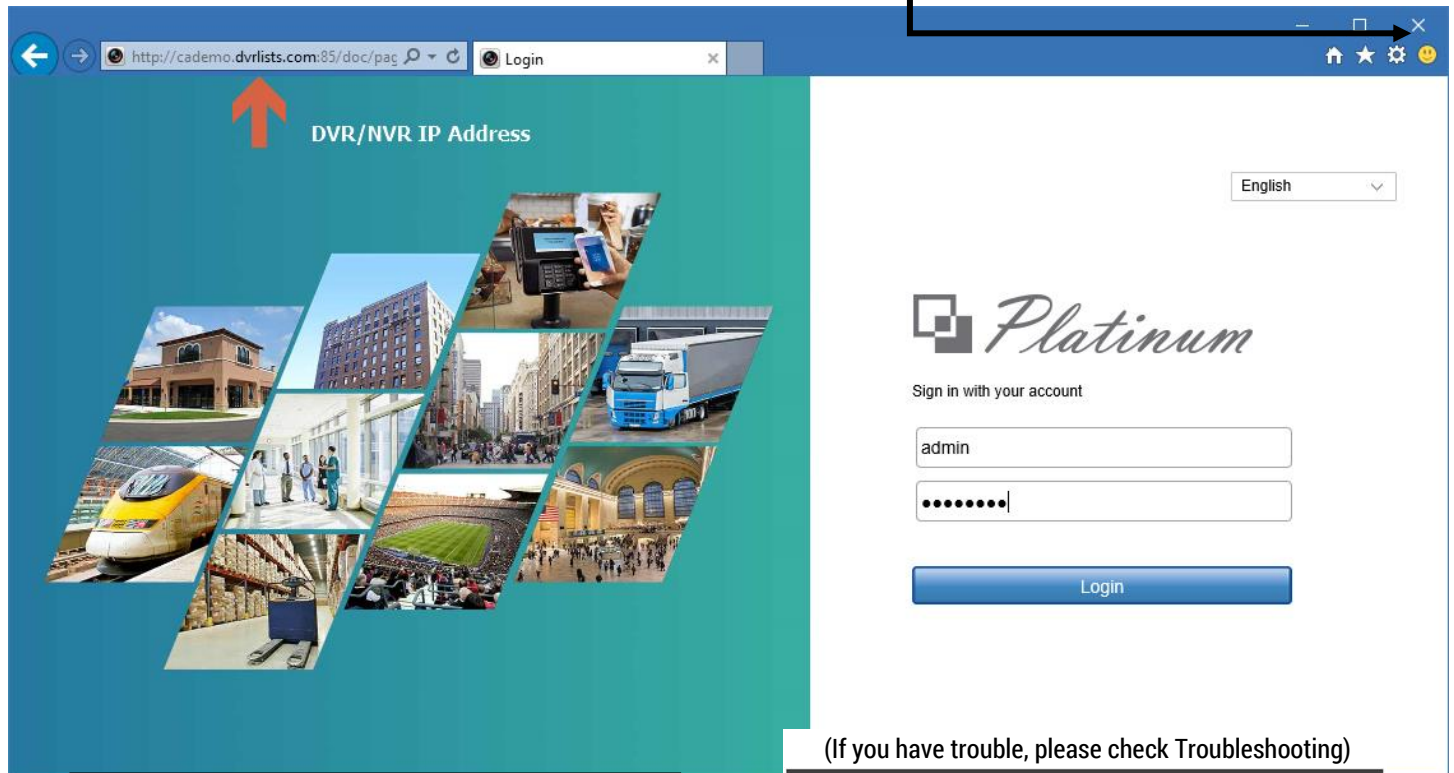 http://cademo.dvrlists.com:85/doc/pag
Login
DVR/NVR IP Address
English
Platinum
Sign in with your account
admin
Login
(If you have trouble, please check Troubleshooting)